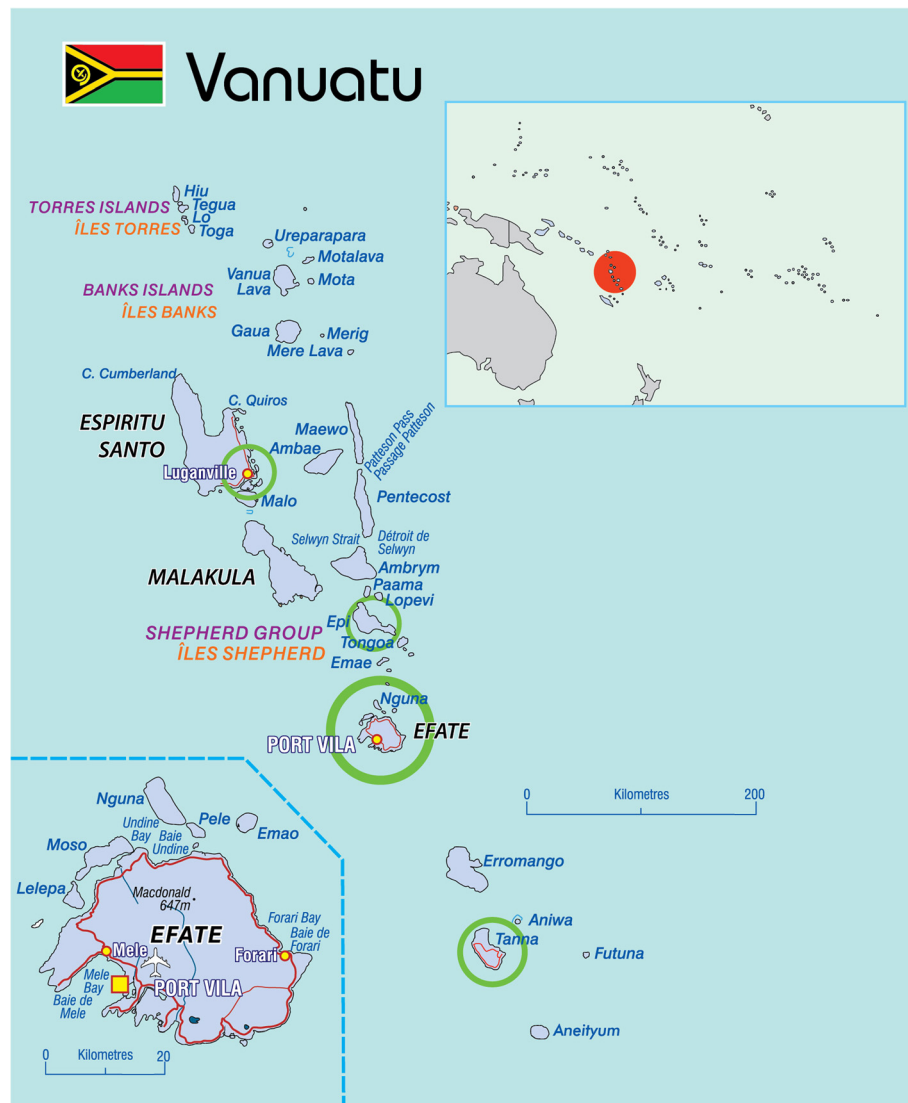 Vanuatu
Hiu
TORRES ISLANDS
Tegua
Lo
ÎLES TORRES
Toga
Ureparapara
Motalava
Vanua
Lava
Mota
BANKS ISLANDS
ÎLES BANKS
Gaua
Merig
Mere Lava
C. Cumberland
C. Quiros
ESPIRITU
SANTO
Maewo
Patteson Pass
Passage Patteson
Ambae
Luganville
Malo
Pentecost
Selwyn Strait
Détroit de
Selwyn
MALAKULA
Ambrym
Paama
Lopevi
Epi
SHEPHERD GROUP
Tongoa
ÎLES SHEPHERD
Emae
Nguna
EFATE
PORT VILA
0 Kilometres 200
Erromango
Aniwa
Tanna
Futuna
Aneityum
Nguna
Undine
Bay
Baie
Undine
Pele
Emao
Moso
Lelepa
Macdonald
647m
EFATE
Forari Bay
Baie de
Forari
Mele
Forari
Mele
Bay
Baie de
Mele
PORT VILA
0 Kilometres 20